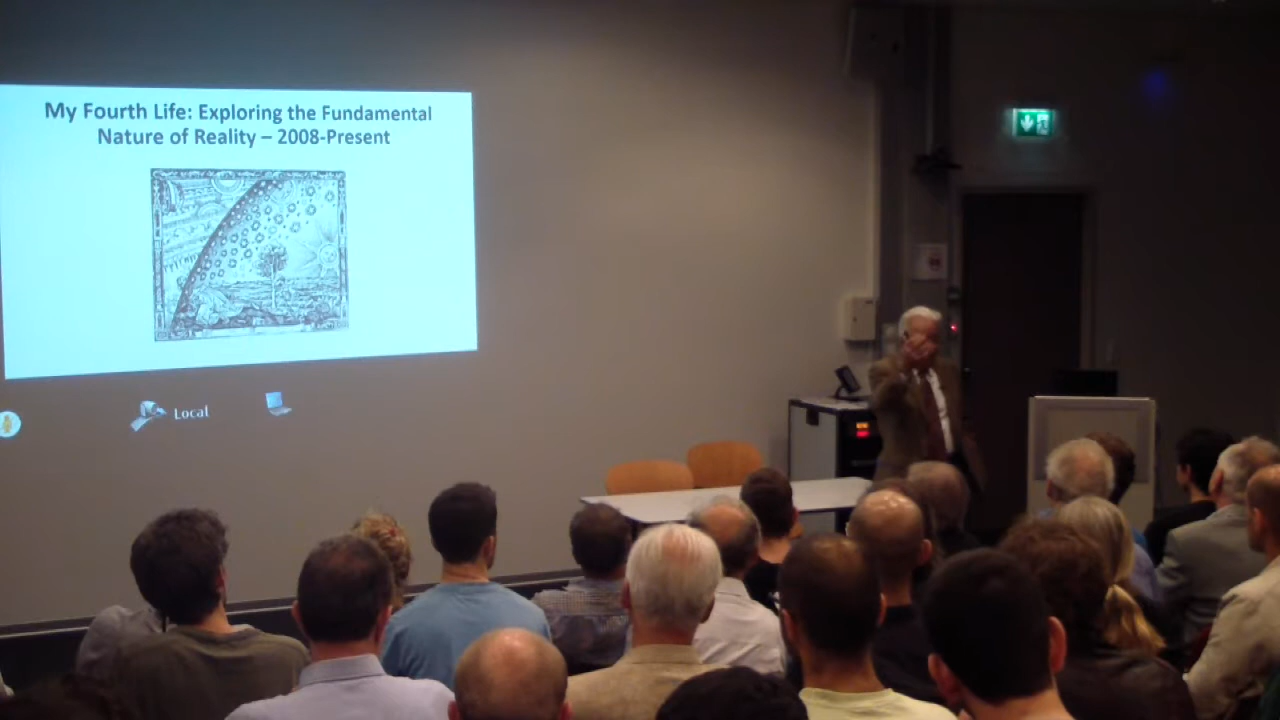 My Fourth Life: Exploring the Fundamental
Nature of Reality – 2008-Present
Local